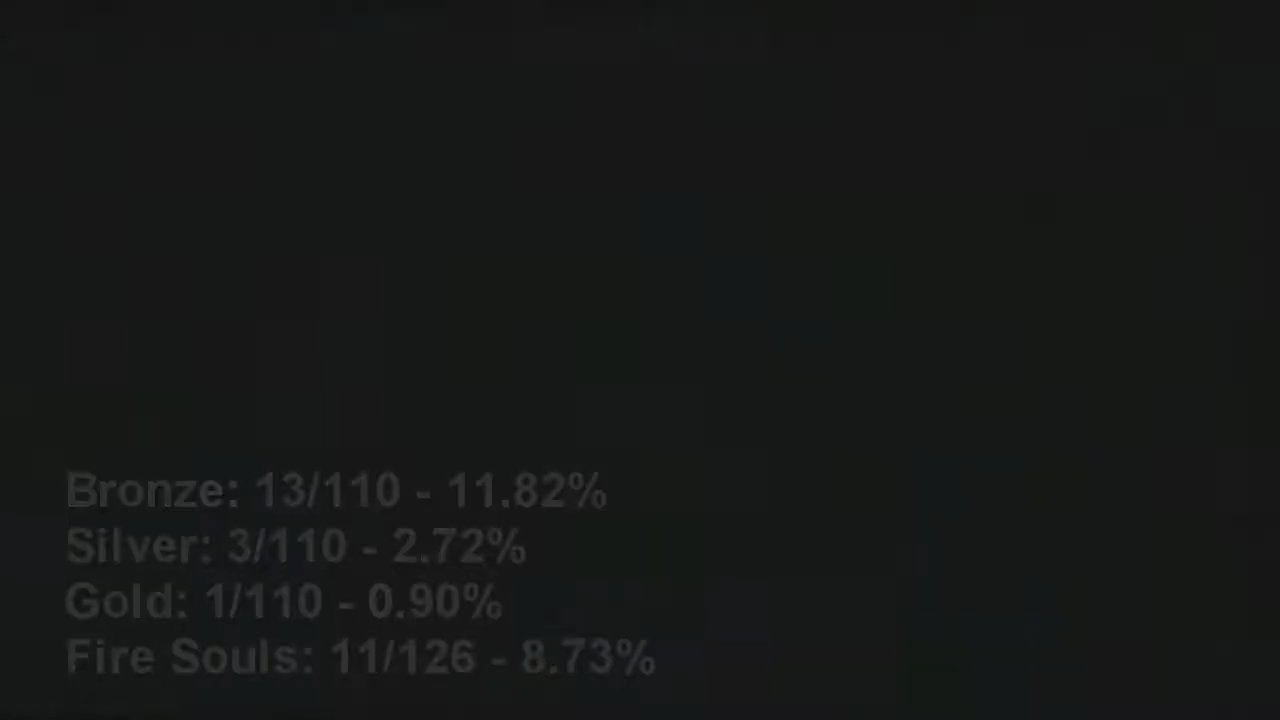 Bronze: 13/110 - 11.82%
Silver: 3/110 - 2.72%
Gold: 1/110 - 0.90%
Fire Souls: 11/126 - 8.73%